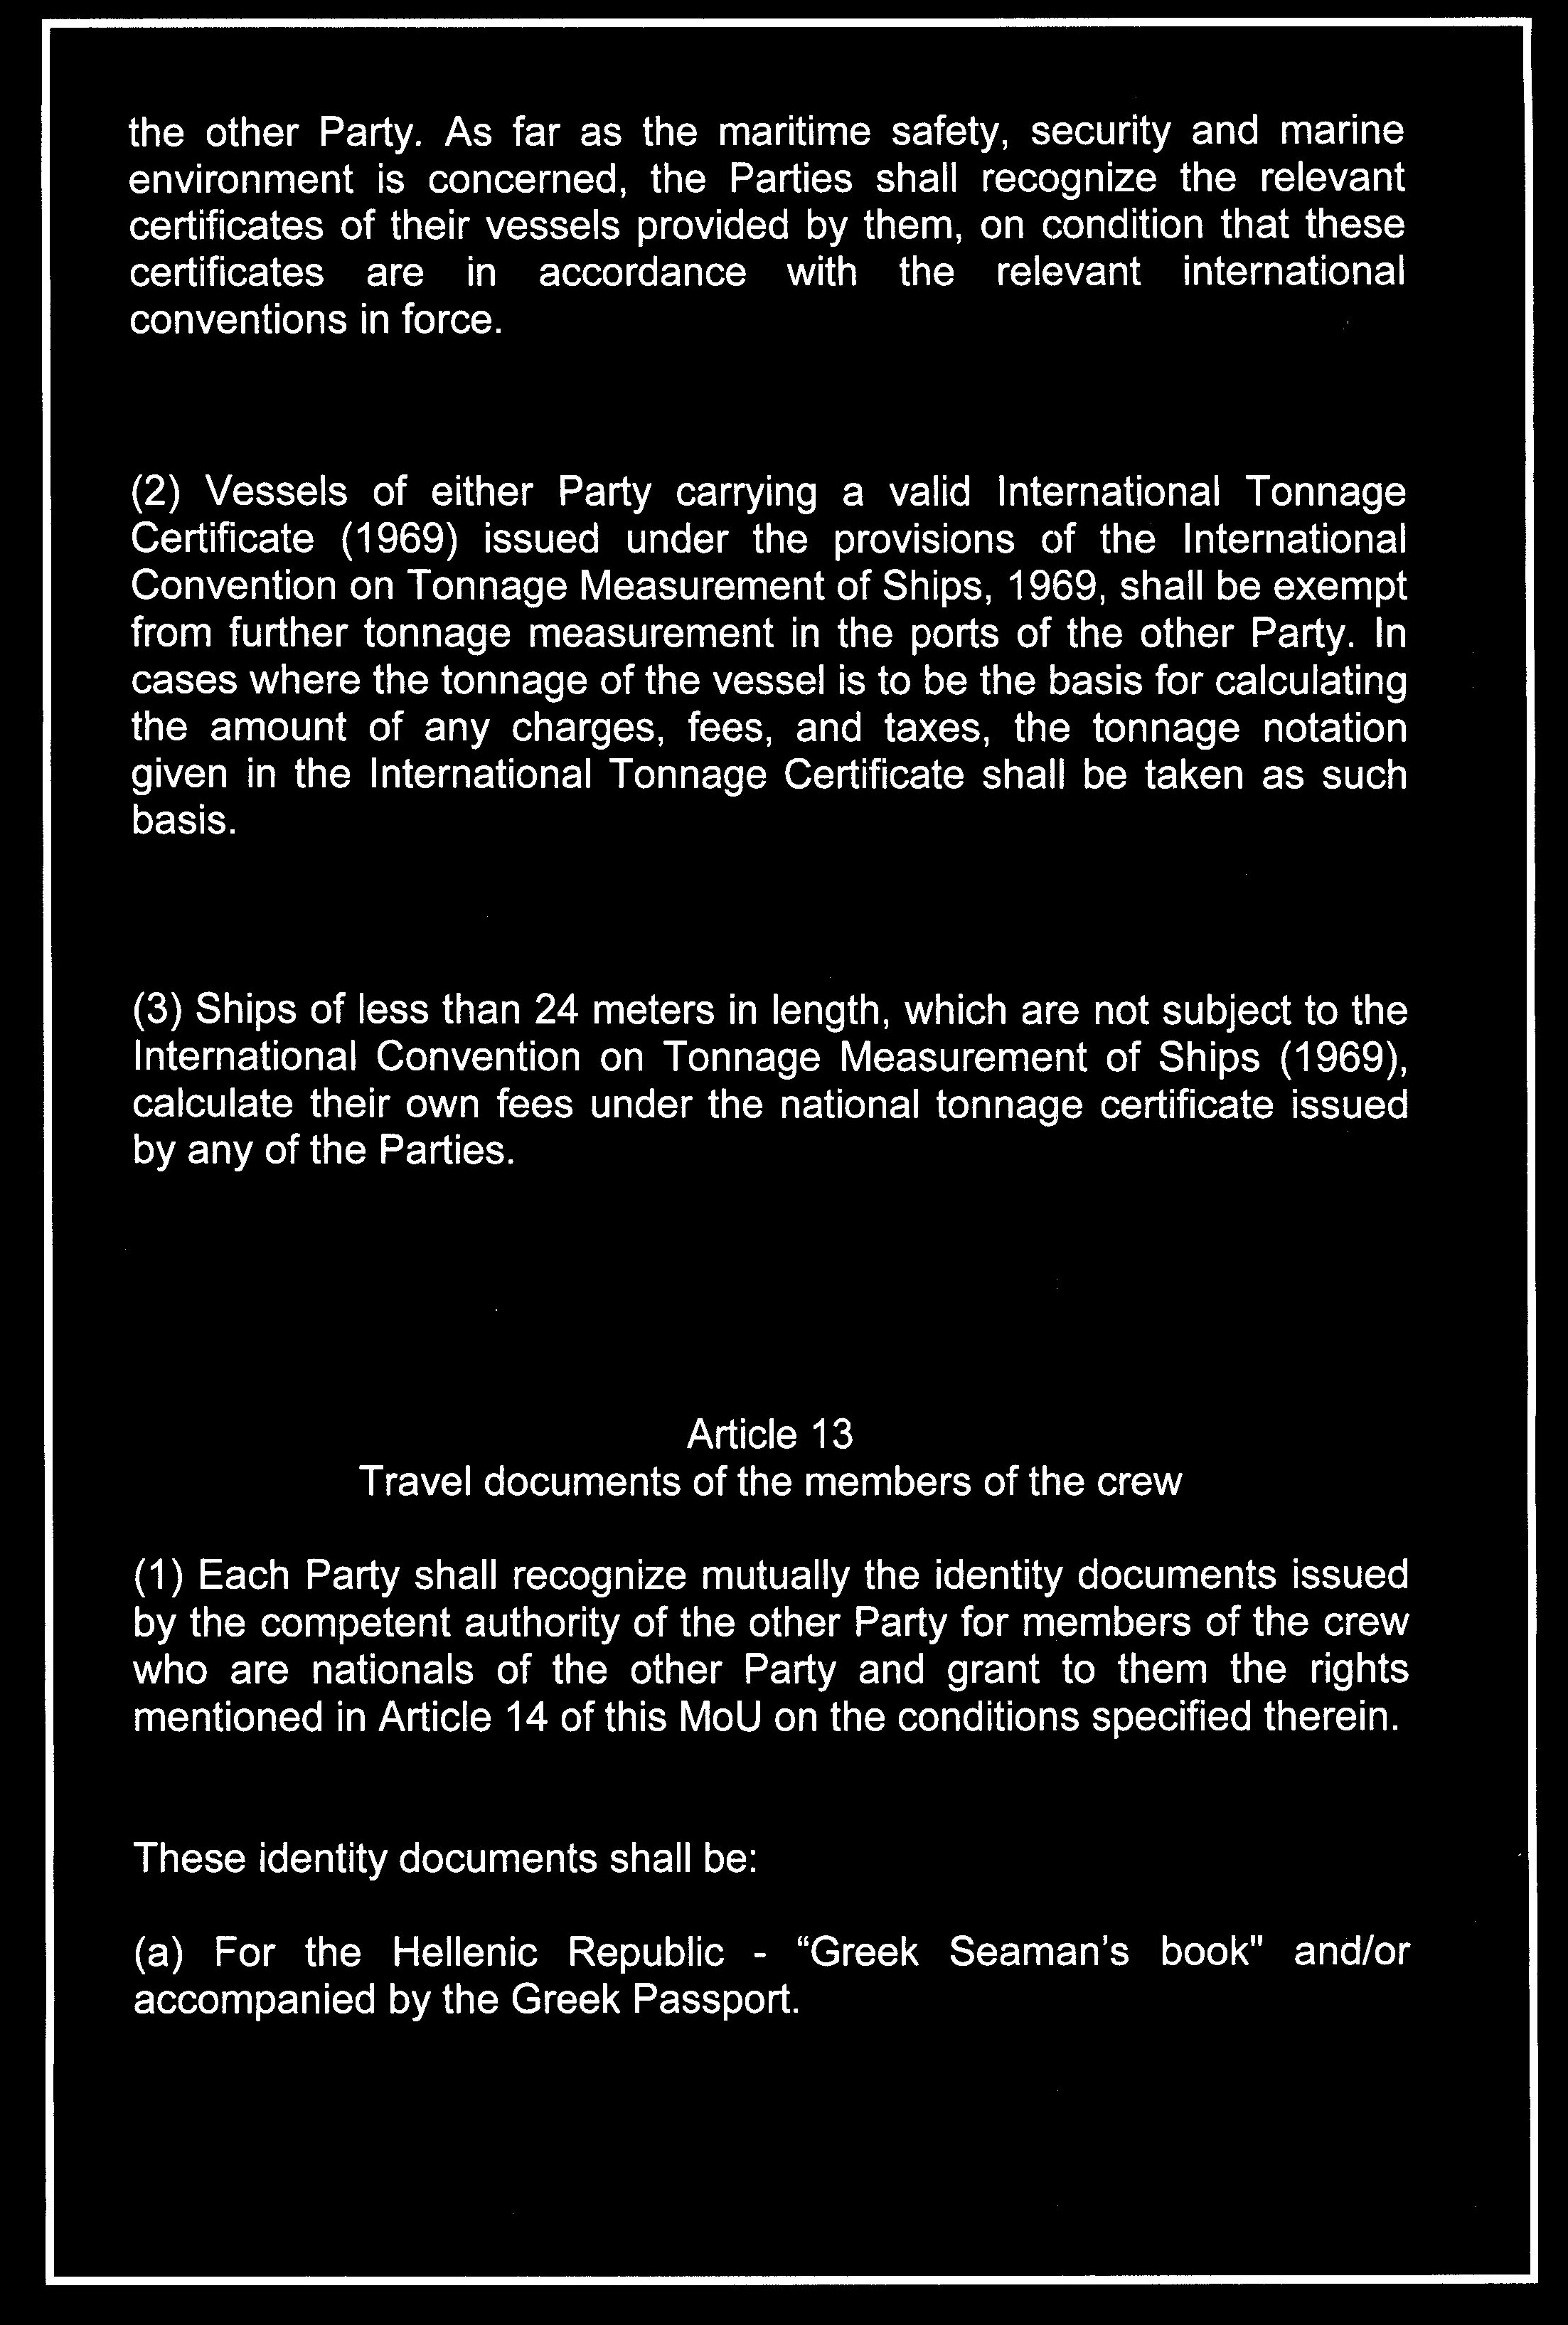 the other Party. As far as the maritime safety, security and marine
environment is concerned, the Parties shall recognize the relevant
certificates of their vessels provided by them, on condition that these
certificates are in accordance with the relevant international
conventions in force.
(2) Vessels of either Party carrying a valid International Tonnage
Certificate (1969) issued under the provisions of the International
Convention on Tonnage Measurement of Ships, 1969, shall be exempt
from further tonnage measurement in the ports of the other Party. In
cases where the tonnage of the vessel is to be the basis for calculating
the amount of any charges, fees, and taxes, the tonnage notation
given in the International Tonnage Certificate shall be taken as such
basis.
(3) Ships of less than 24 meters in length, which are not subject to the
International Convention on Tonnage Measurement of Ships (1969),
calculate their own fees under the national tonnage certificate issued
by any of the Parties.
Article 13
Travel documents of the members of the crew
(1) Each Party shall recognize mutually the identity documents issued
by the competent authority of the other Party for members of the crew
who are nationals of the other Party and grant to them the rights
mentioned in Article 14 of this MoU on the conditions specified therein.
These identity documents shall be:
(a) For the Hellenic Republic - “Greek Seaman's book" and/or
accompanied by the Greek Passport.